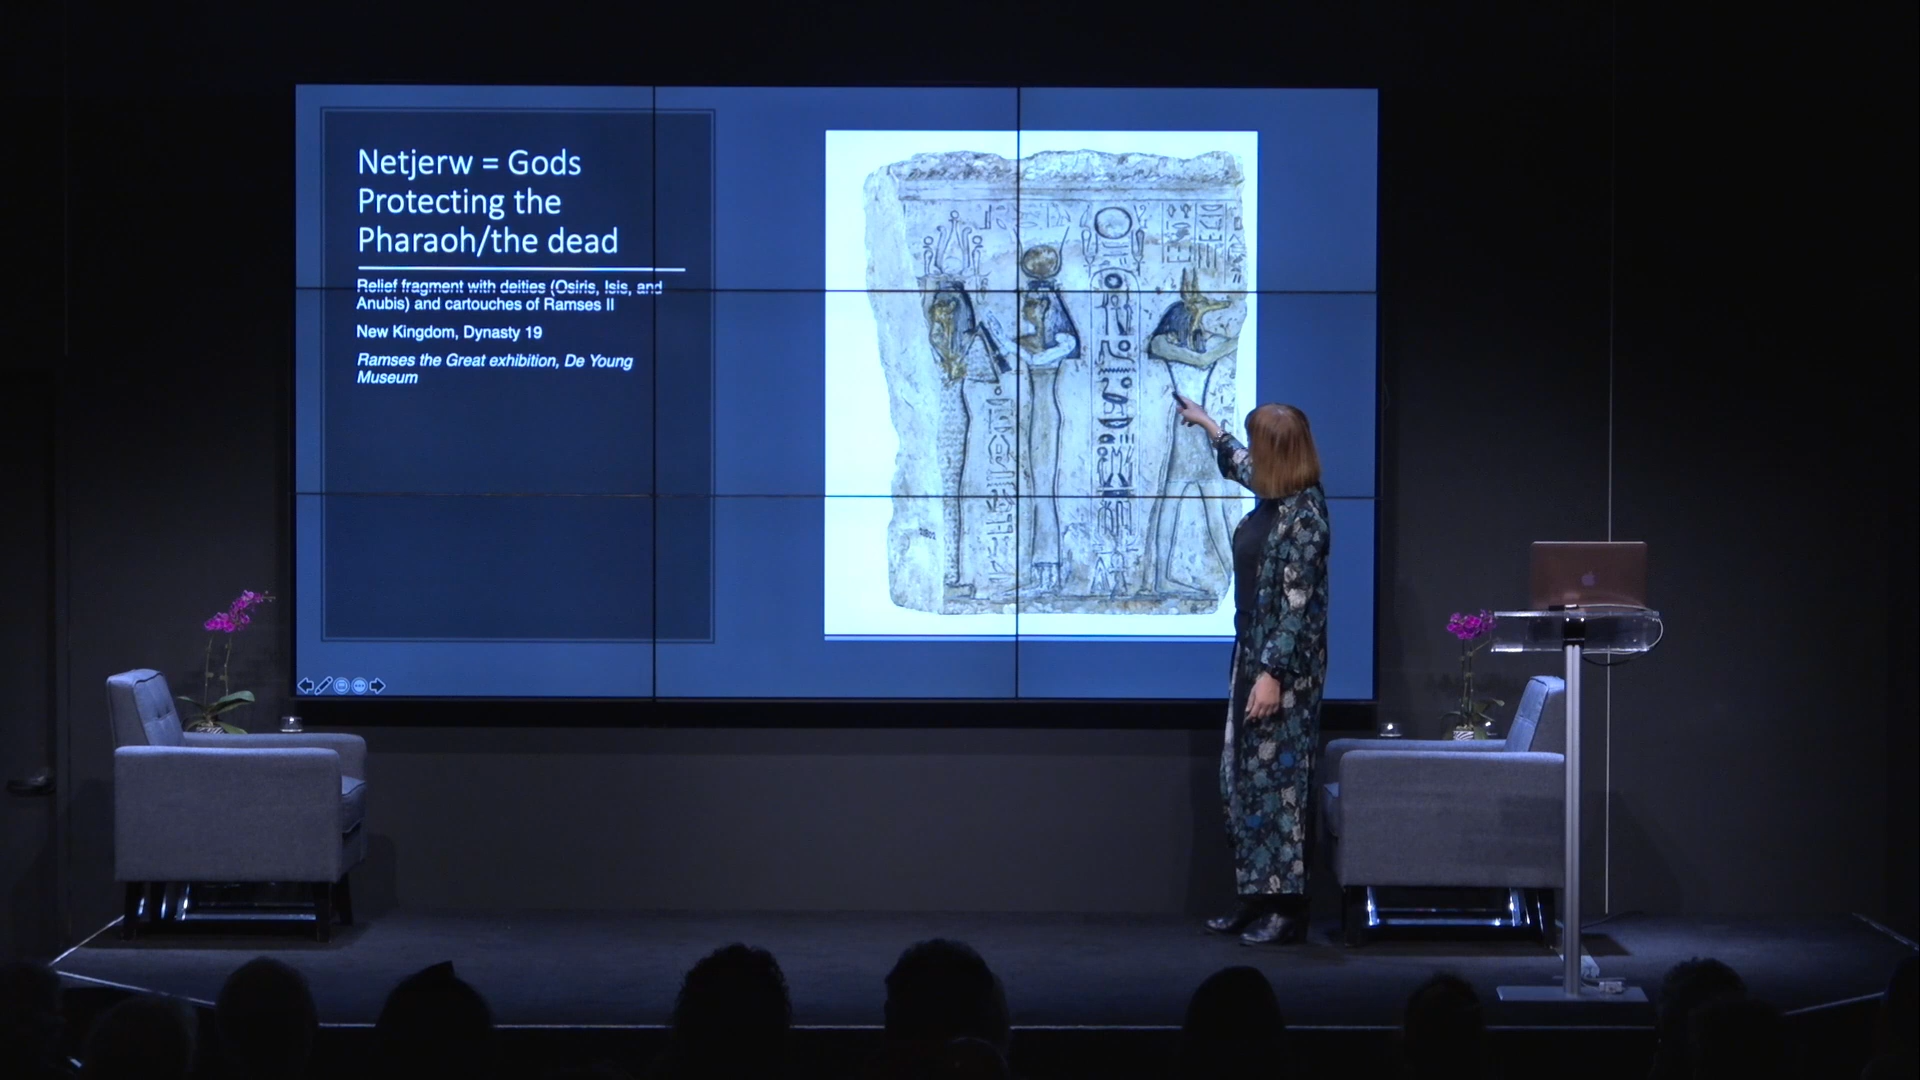 Netjerw = Gods
Protecting the
Pharaoh/the dead
Relief fragment with deities (Osiris, Isis, and
Anubis) and cartouches of Ramses II
New Kingdom, Dynasty 19
Ramses the Great exhibition, De Young
Museum